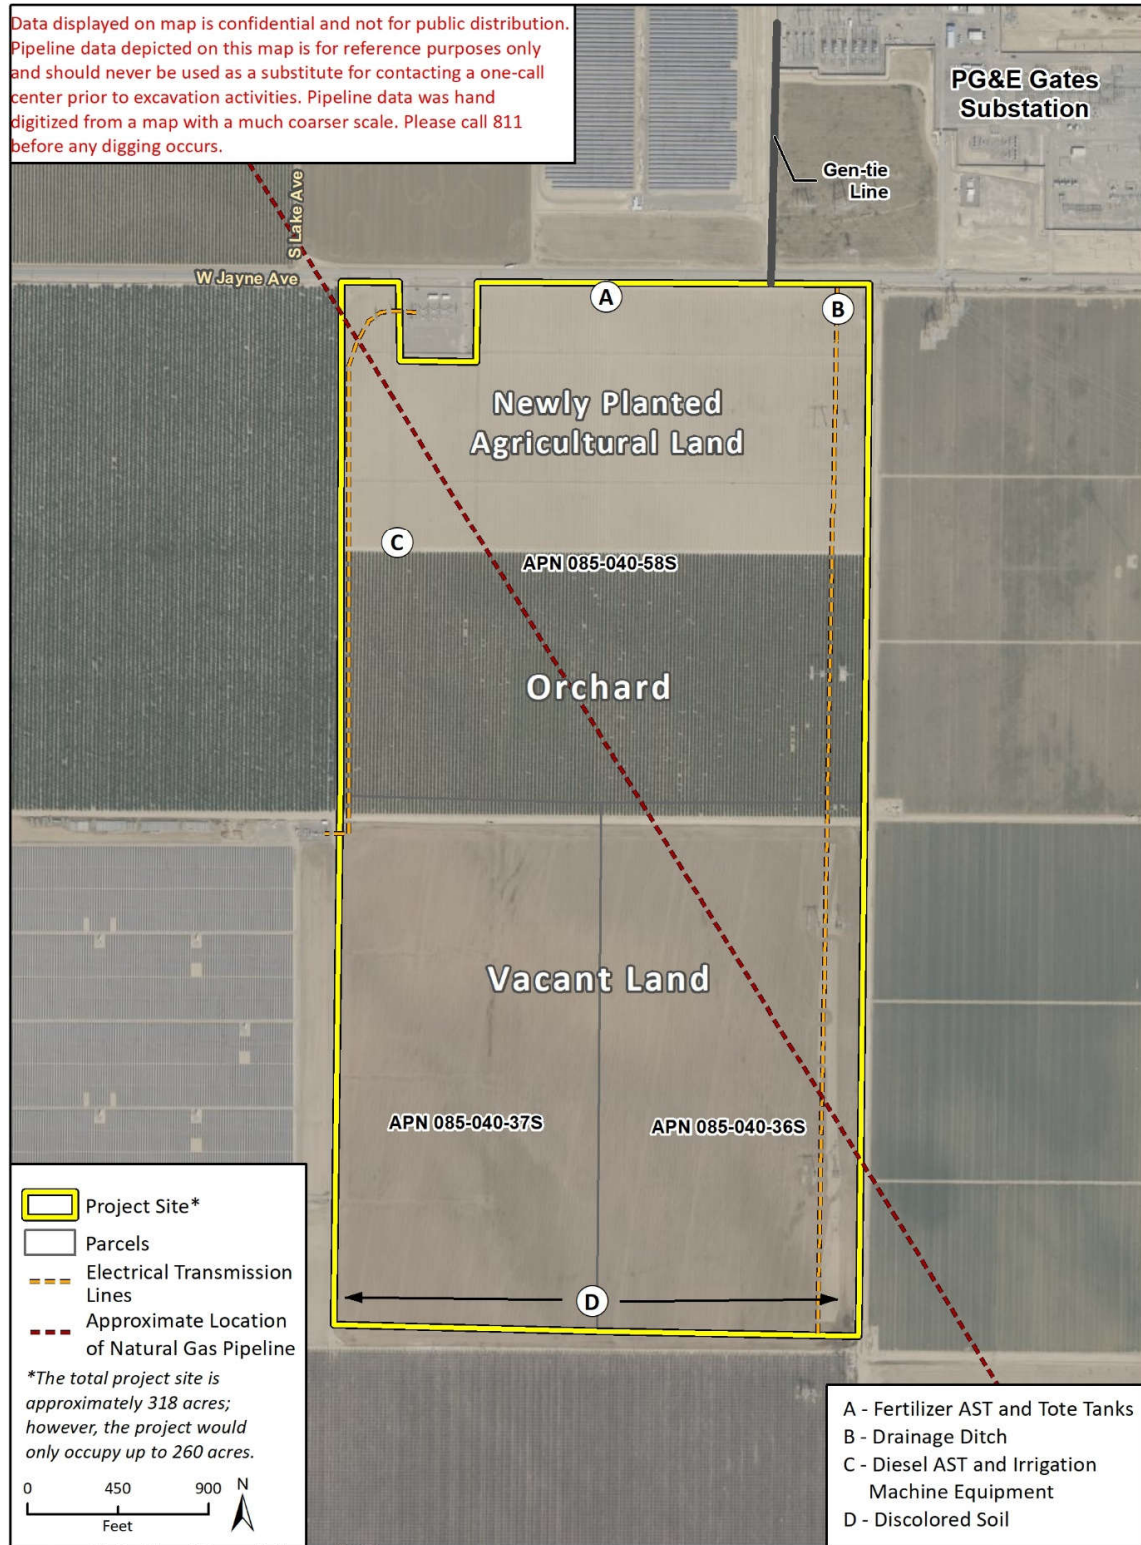 Data displayed on map is confidential and not for public distribution.
Pipeline data depicted on this map is for reference purposes only
and should never be used as a substitute for contacting a one-call
center prior to excavation activities. Pipeline data was hand
digitized from a map with a much coarser scale. Please call 811
before any digging occurs.
PG&E Gates
Substation
Gen-tie
Line
S Lake Ave
W Jayne Ave
A
B
Newly Planted
Agricultural Land
C
APN 085-040-58S
Orchard
Vacant Land
APN 085-040-37S
APN 085-040-36S
D
Project Site*
Parcels
Electrical Transmission
Lines
Approximate Location
of Natural Gas Pipeline
*The total project site is
approximately 318 acres;
however, the project would
only occupy up to 260 acres.
0 450 900 N
Feet
A - Fertilizer AST and Tote Tanks
B - Drainage Ditch
C - Diesel AST and Irrigation
Machine Equipment
D - Discolored Soil